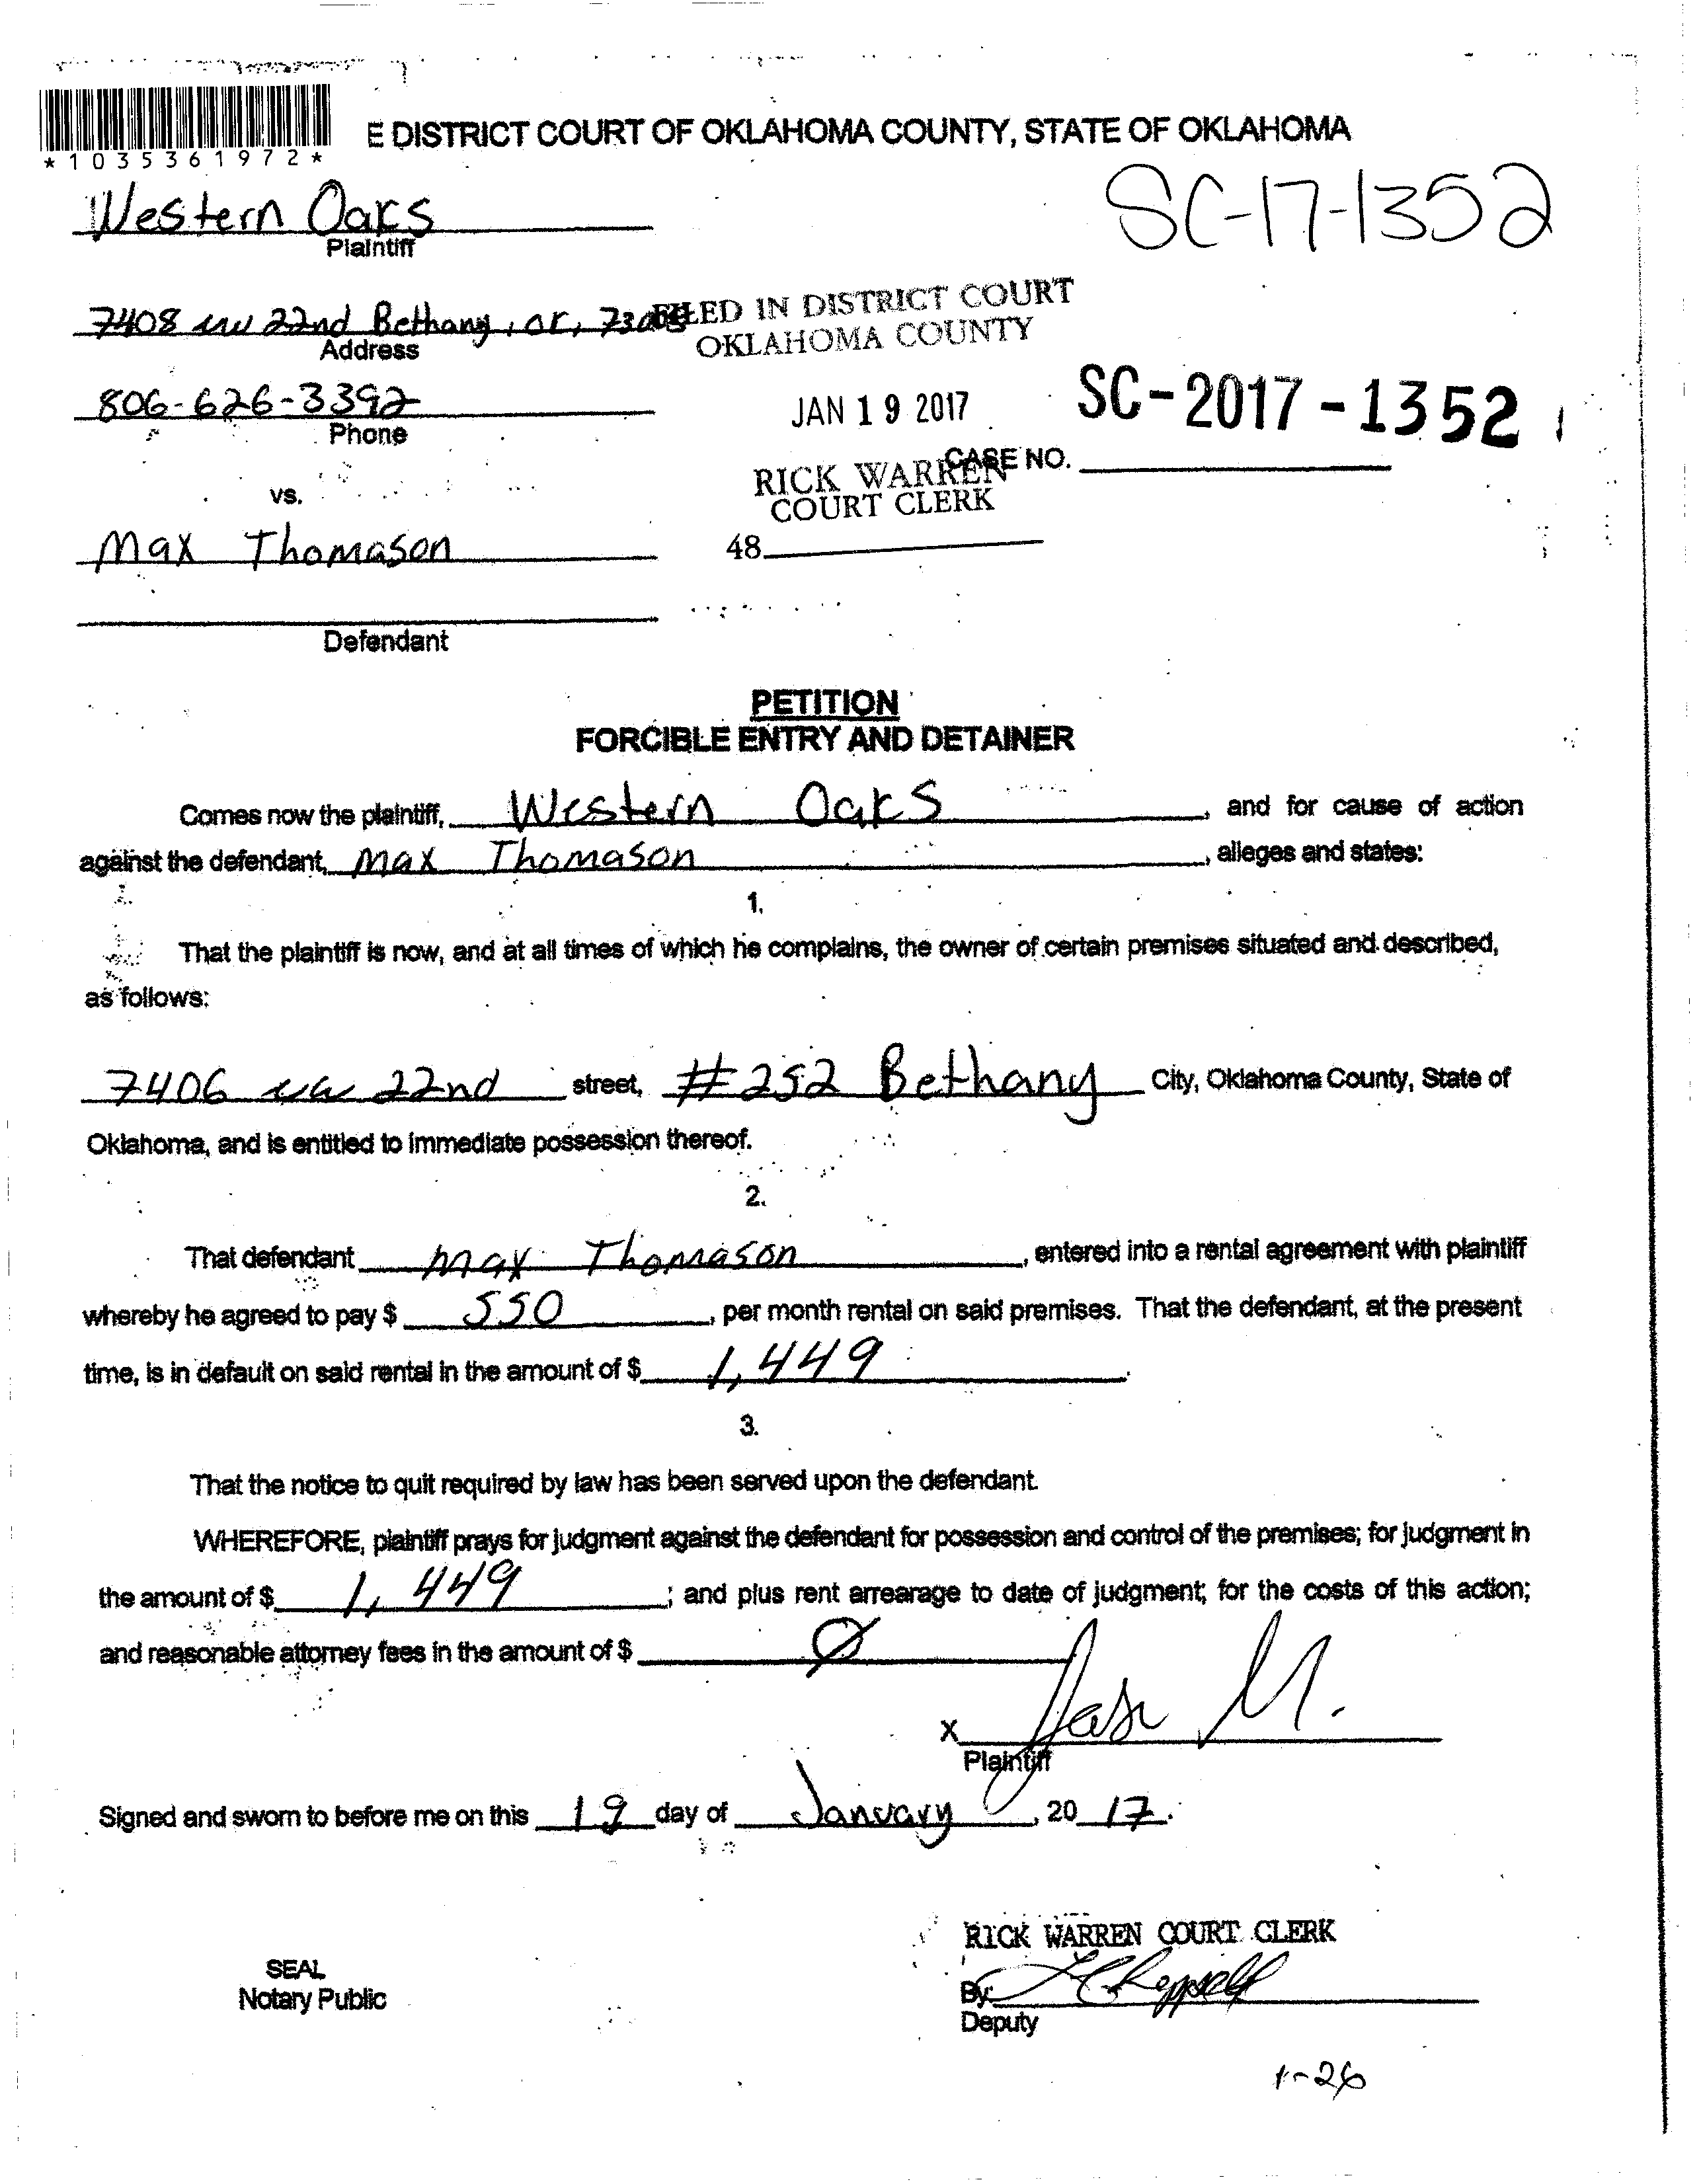 *1035361972*
E DISTRICT COURT OF OKLAHOMA COUNTY, STATE OF OKLAHOMA
Western Oaks
Plaintiff
SC-17-1352
7408 nw 22nd Bethany, OK,
Address
FILED IN DISTRICT COURT
OKLAHOMA COUNTY
806-626-3392
Phone
JAN 19 2017
SC-2017-1352
RICK WARREN
COURT CLERK
CASE NO.
vs.
Max Thomason
48
Defendant
PETITION
FORCIBLE ENTRY AND DETAINER
Comes now the plaintiff, Western Oaks, and for cause of action
against the defendant, Max Thomason, alleges and states:
1.
That the plaintiff is now, and at all times of which he complains, the owner of certain premises situated and described,
as follows:
7406 nw 22nd street, #252 Bethany City, Oklahoma County, State of
Oklahoma, and is entitled to immediate possession thereof.
2.
That defendant Max Thomason, entered into a rental agreement with plaintiff
whereby he agreed to pay $ 550, per month rental on said premises. That the defendant, at the present
time, is in default on said rental in the amount of $ 1,449.
3.
That the notice to quit required by law has been served upon the defendant.
WHEREFORE, plaintiff prays for judgment against the defendant for possession and control of the premises; for judgment in
the amount of $ 1,449; and plus rent arrearage to date of judgment; for the costs of this action;
and reasonable attorney fees in the amount of $ Ø
X
Plaintiff
Signed and sworn to before me on this 19 day of January, 20 17.
RICK WARREN COURT CLERK
SEAL
Notary Public
By:
Deputy
1-26